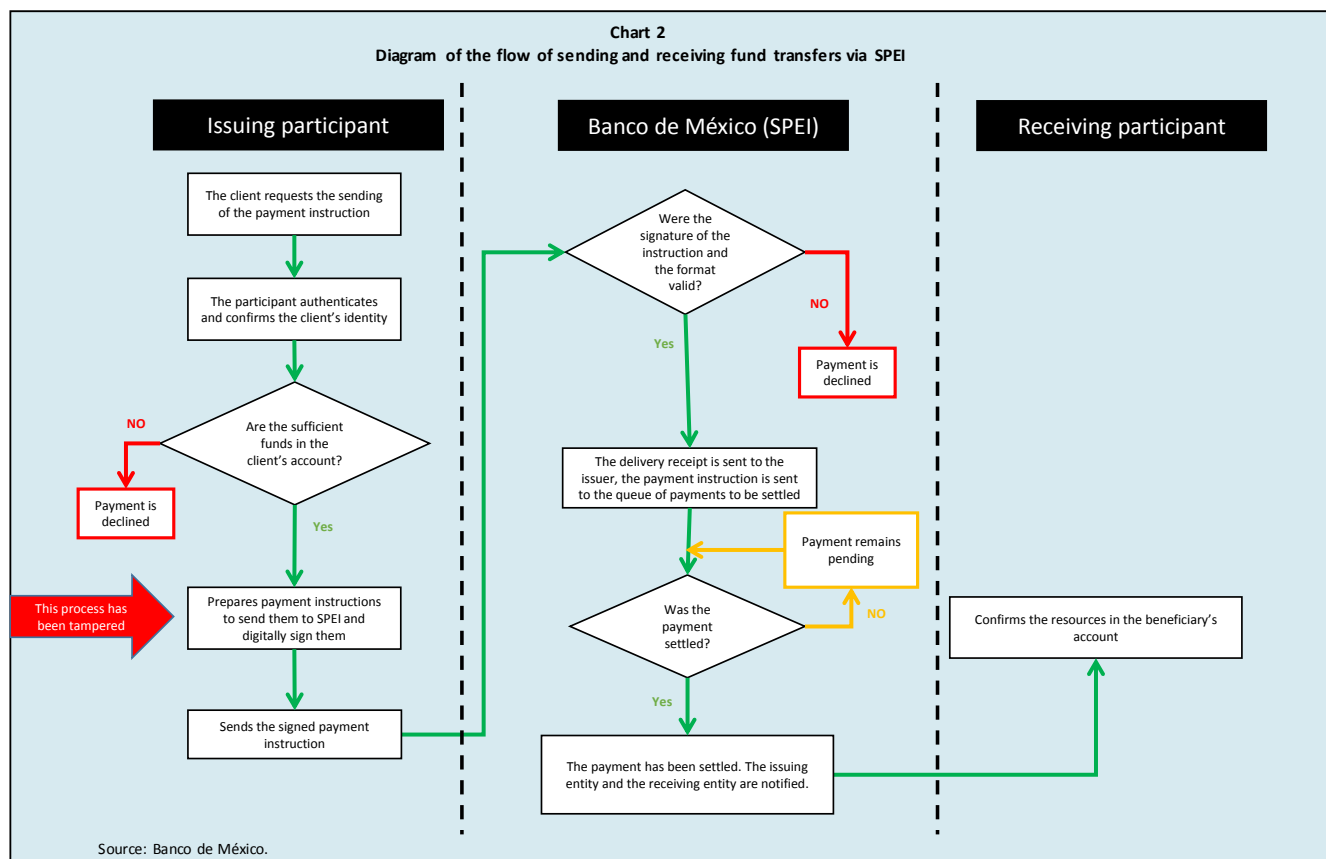 Chart 2
Diagram of the flow of sending and receiving fund transfers via SPEI
Issuing participant
The client requests the sending
of the payment instruction
The participant authenticates
and confirms the client's identity
Are the sufficient
funds in the
client's account?
NO
Payment is
declined
Yes
This process has
been tampered
Prepares payment instructions
to send them to SPEI and
digitally sign them
Sends the signed payment
instruction
Banco de México (SPEI)
Were the
signature of the
instruction and
the format
valid?
NO
Payment is
declined
Yes
The delivery receipt is sent to the
issuer, the payment instruction is sent
to the queue of payments to be settled
Payment remains
pending
Was the
payment
settled?
NO
Yes
The payment has been settled. The issuing
entity and the receiving entity are notified.
Receiving participant
Confirms the resources in the beneficiary's
account
Source: Banco de México.